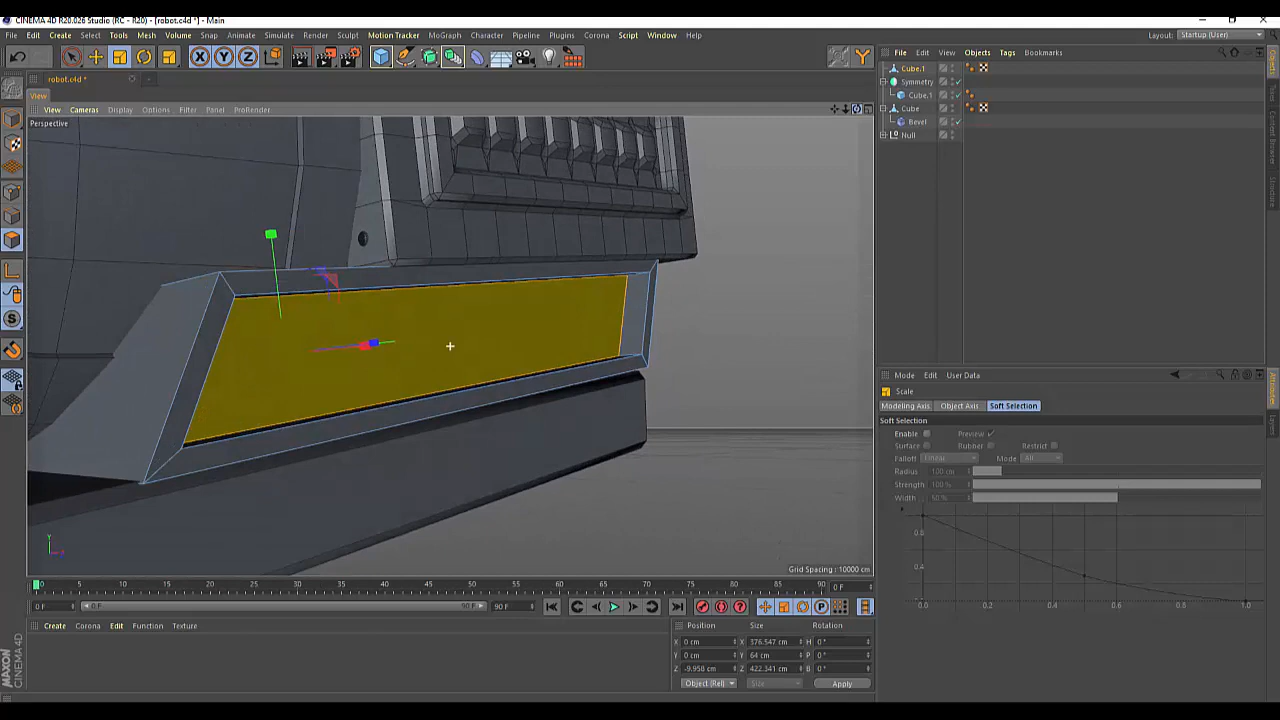 CINEMA 4D R20.026 Studio (RC - R20) - [robot.c4d *] - Main
File Edit Create Select Tools Mesh Volume Snap Animate Simulate Render Sculpt Motion Tracker MoGraph Character Pipeline Plugins Corona Script Window Help Layout: Startup (User)
File Edit View Objects Tags Bookmarks
robot.c4d *
View
View Cameras Display Options Filter Panel ProRender
Perspective
Cube.1
Symmetry
Cube.1
Cube
Bevel
Null
Mode Edit User Data
Scale
Modeling Axis Object Axis Soft Selection
Soft Selection
Enable Preview
Surface Rubber Restrict
Falloff Linear Mode All
Radius 100 cm
Strength 100 %
Width 50 %
0.8
0.4
0.0 0.2 0.4 0.6 0.8 1.0
Y
Grid Spacing : 10000 cm
0 5 10 15 20 25 30 35 40 45 50 55 60 65 70 75 80 85 90 0 F
0 F 0 F 90 F 90 F
Create Corona Edit Function Texture
Position Size Rotation
X 0 cm X 376.547 cm H 0 °
Y 0 cm Y 64 cm P 0 °
Z -9.958 cm Z 422.341 cm B 0 °
Object (Rel) Size Apply
MAXON CINEMA 4D